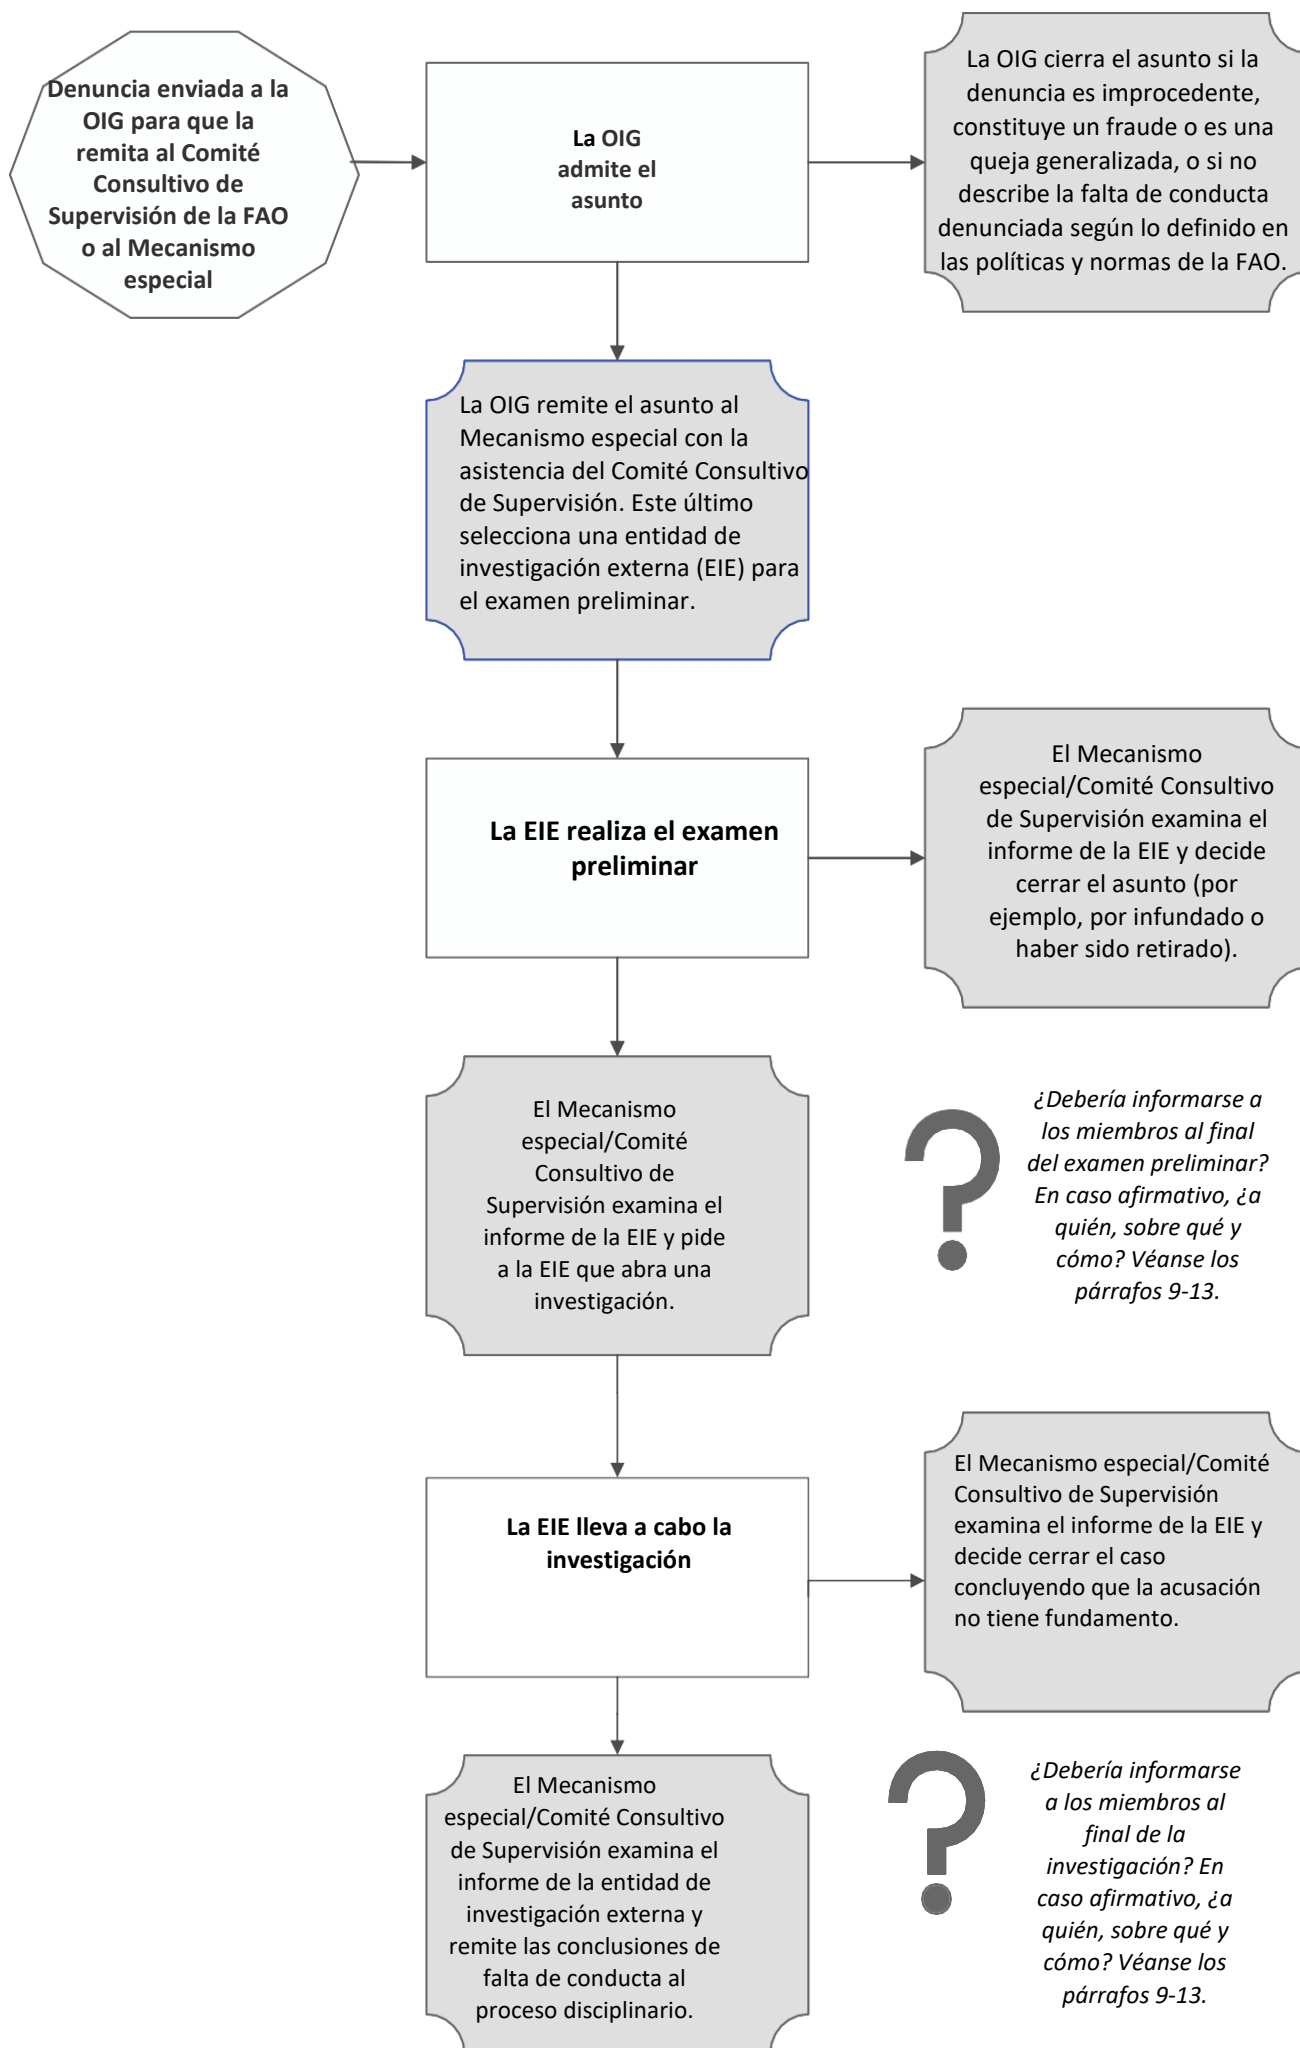 Denuncia enviada a la
OIG para que la
remita al Comité
Consultivo de
Supervisión de la FAO
o al Mecanismo
especial
La OIG
admite el
asunto
La OIG cierra el asunto si la
denuncia es improcedente,
constituye un fraude o es una
queja generalizada, o si no
describe la falta de conducta
denunciada según lo definido en
las políticas y normas de la FAO.
La OIG remite el asunto al
Mecanismo especial con la
asistencia del Comité Consultivo
de Supervisión. Este último
selecciona una entidad de
investigación externa (EIE) para
el examen preliminar.
La EIE realiza el examen
preliminar
El Mecanismo
especial/Comité Consultivo
de Supervisión examina el
informe de la EIE y decide
cerrar el asunto (por
ejemplo, por infundado o
haber sido retirado).
El Mecanismo
especial/Comité
Consultivo de
Supervisión examina el
informe de la EIE y pide
a la EIE que abra una
investigación.
?
¿Debería informarse a
los miembros al final
del examen preliminar?
En caso afirmativo, ¿a
quién, sobre qué y
cómo? Véanse los
párrafos 9-13.
La EIE lleva a cabo la
investigación
El Mecanismo especial/Comité
Consultivo de Supervisión
examina el informe de la EIE y
decide cerrar el caso
concluyendo que la acusación
no tiene fundamento.
El Mecanismo
especial/Comité Consultivo
de Supervisión examina el
informe de la entidad de
investigación externa y
remite las conclusiones de
falta de conducta al
proceso disciplinario.
?
¿Debería informarse
a los miembros al
final de la
investigación? En
caso afirmativo, ¿a
quién, sobre qué y
cómo? Véanse los
párrafos 9-13.